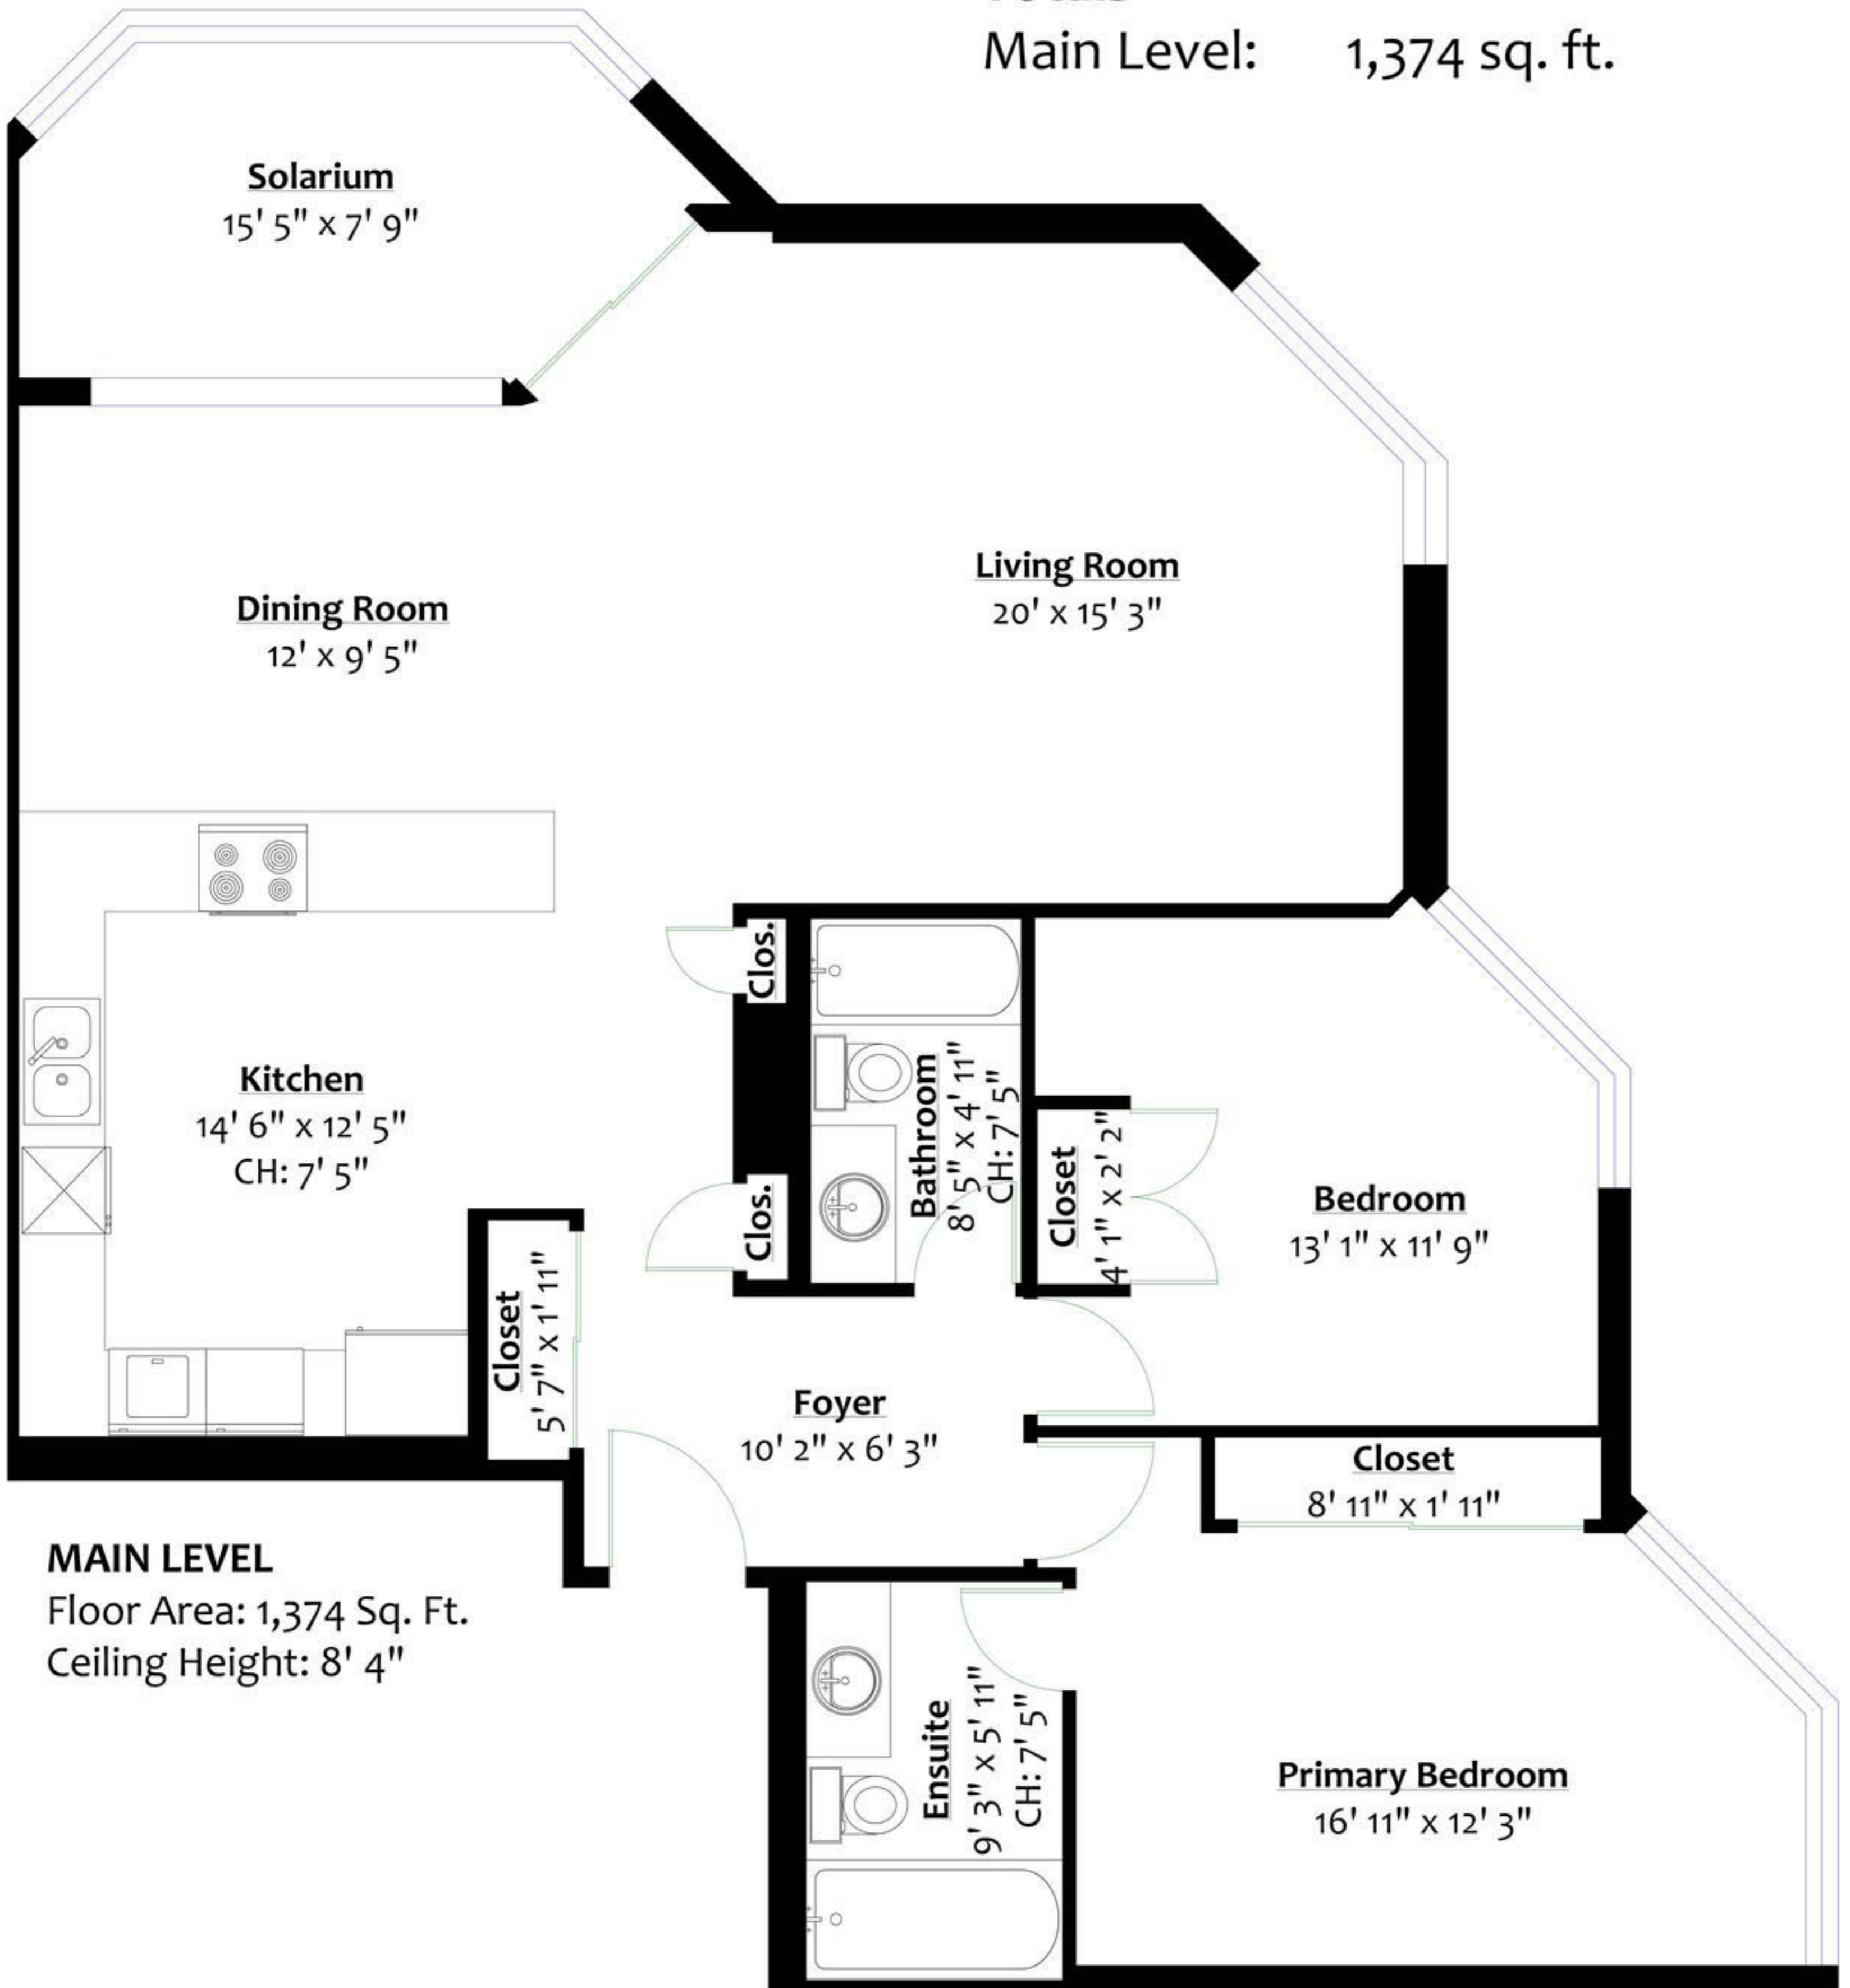 Main Level: 1,374 sq. ft.
Solarium
15' 5" x 7' 9"
Living Room
20' x 15' 3"
Dining Room
12' x 9' 5"
Clos.
Kitchen
14' 6" x 12' 5"
CH: 7' 5"
Bathroom
8' 5" x 4' 11"
CH: 7' 5"
Closet
4' 1" x 2' 2"
Bedroom
13' 1" x 11' 9"
Clos.
Closet
5' 7" x 1' 11"
Foyer
10' 2" x 6' 3"
Closet
8' 11" x 1' 11"
MAIN LEVEL
Floor Area: 1,374 Sq. Ft.
Ceiling Height: 8' 4"
Ensuite
9' 3" x 5' 11"
CH: 7' 5"
Primary Bedroom
16' 11" x 12' 3"